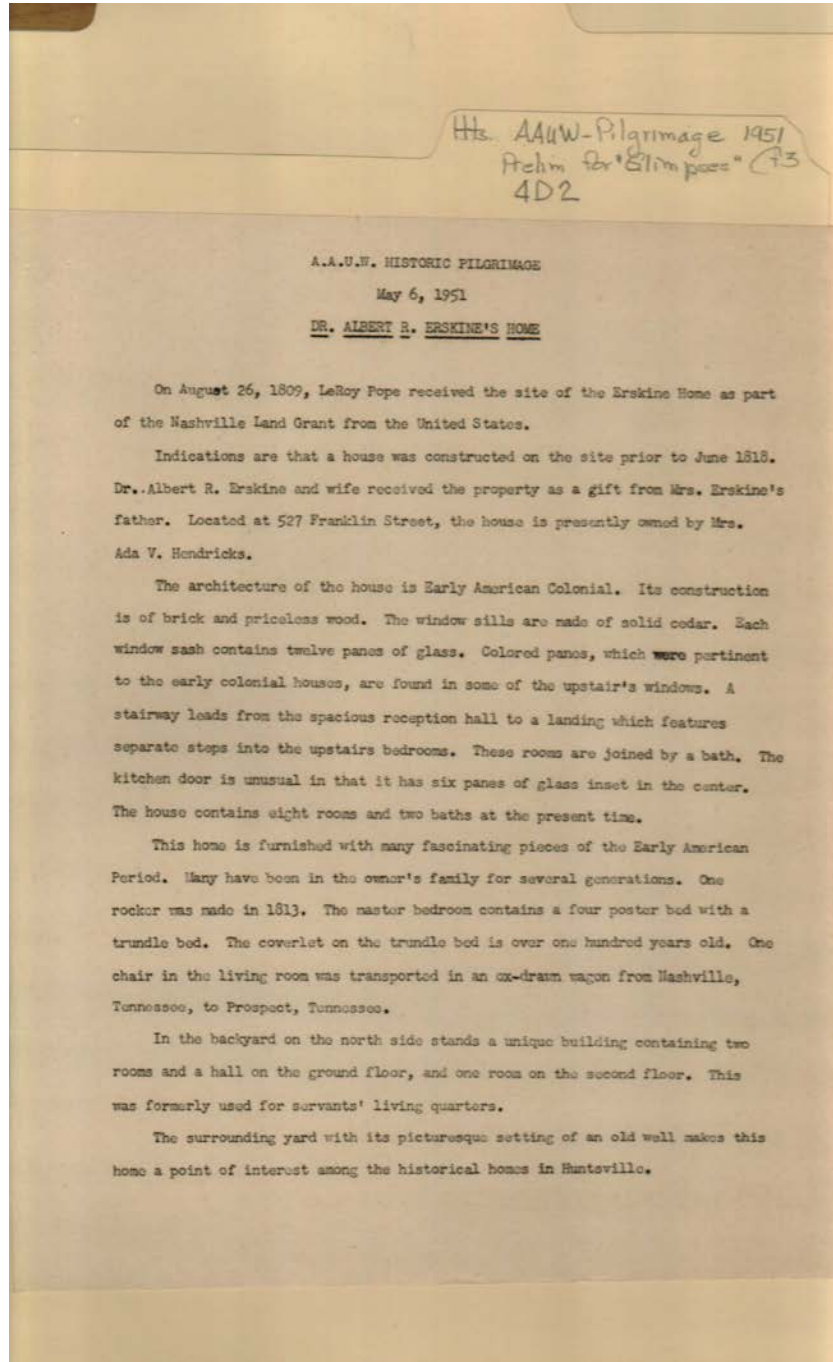 Hts. AAUW-Pilgrimage 1951
Prelim for "Glimpses"
4D2
A.A.U.W. HISTORIC PILGRIMAGE
May 6, 1951
DR. ALBERT R. ERSKINE'S HOME
On August 26, 1809, LeRoy Pope received the site of the Erskine Home as part
of the Nashville Land Grant from the United States.
Indications are that a house was constructed on the site prior to June 1818.
Dr..Albert R. Erskine and wife received the property as a gift from Mrs. Erskine's
father. Located at 527 Franklin Street, the house is presently owned by Mrs.
Ada V. Hendricks.
The architecture of the house is Early American Colonial. Its construction
is of brick and priceless wood. The window sills are made of solid cedar. Each
window sash contains twelve panes of glass. Colored panes, which were pertinent
to the early colonial houses, are found in some of the upstair's windows. A
stairway leads from the spacious reception hall to a landing which features
separate steps into the upstairs bedrooms. These rooms are joined by a bath. The
kitchen door is unusual in that it has six panes of glass inset in the center.
The house contains eight rooms and two baths at the present time.
This home is furnished with many fascinating pieces of the Early American
Period. Many have been in the owner's family for several generations. One
rocker was made in 1813. The master bedroom contains a four poster bed with a
trundle bed. The coverlet on the trundle bed is over one hundred years old. One
chair in the living room was transported in an ox-drawn wagon from Nashville,
Tennessee, to Prospect, Tennessee.
In the backyard on the north side stands a unique building containing two
rooms and a hall on the ground floor, and one room on the second floor. This
was formerly used for servants' living quarters.
The surrounding yard with its picturesque setting of an old well makes this
home a point of interest among the historical homes in Huntsville.